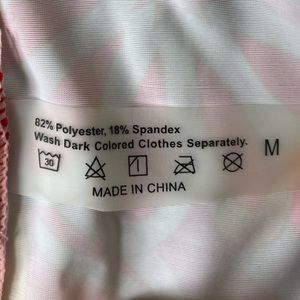 82% Polyester, 18% Spandex
Wash Dark Colored Clothes Separately.
30
M
MADE IN CHINA